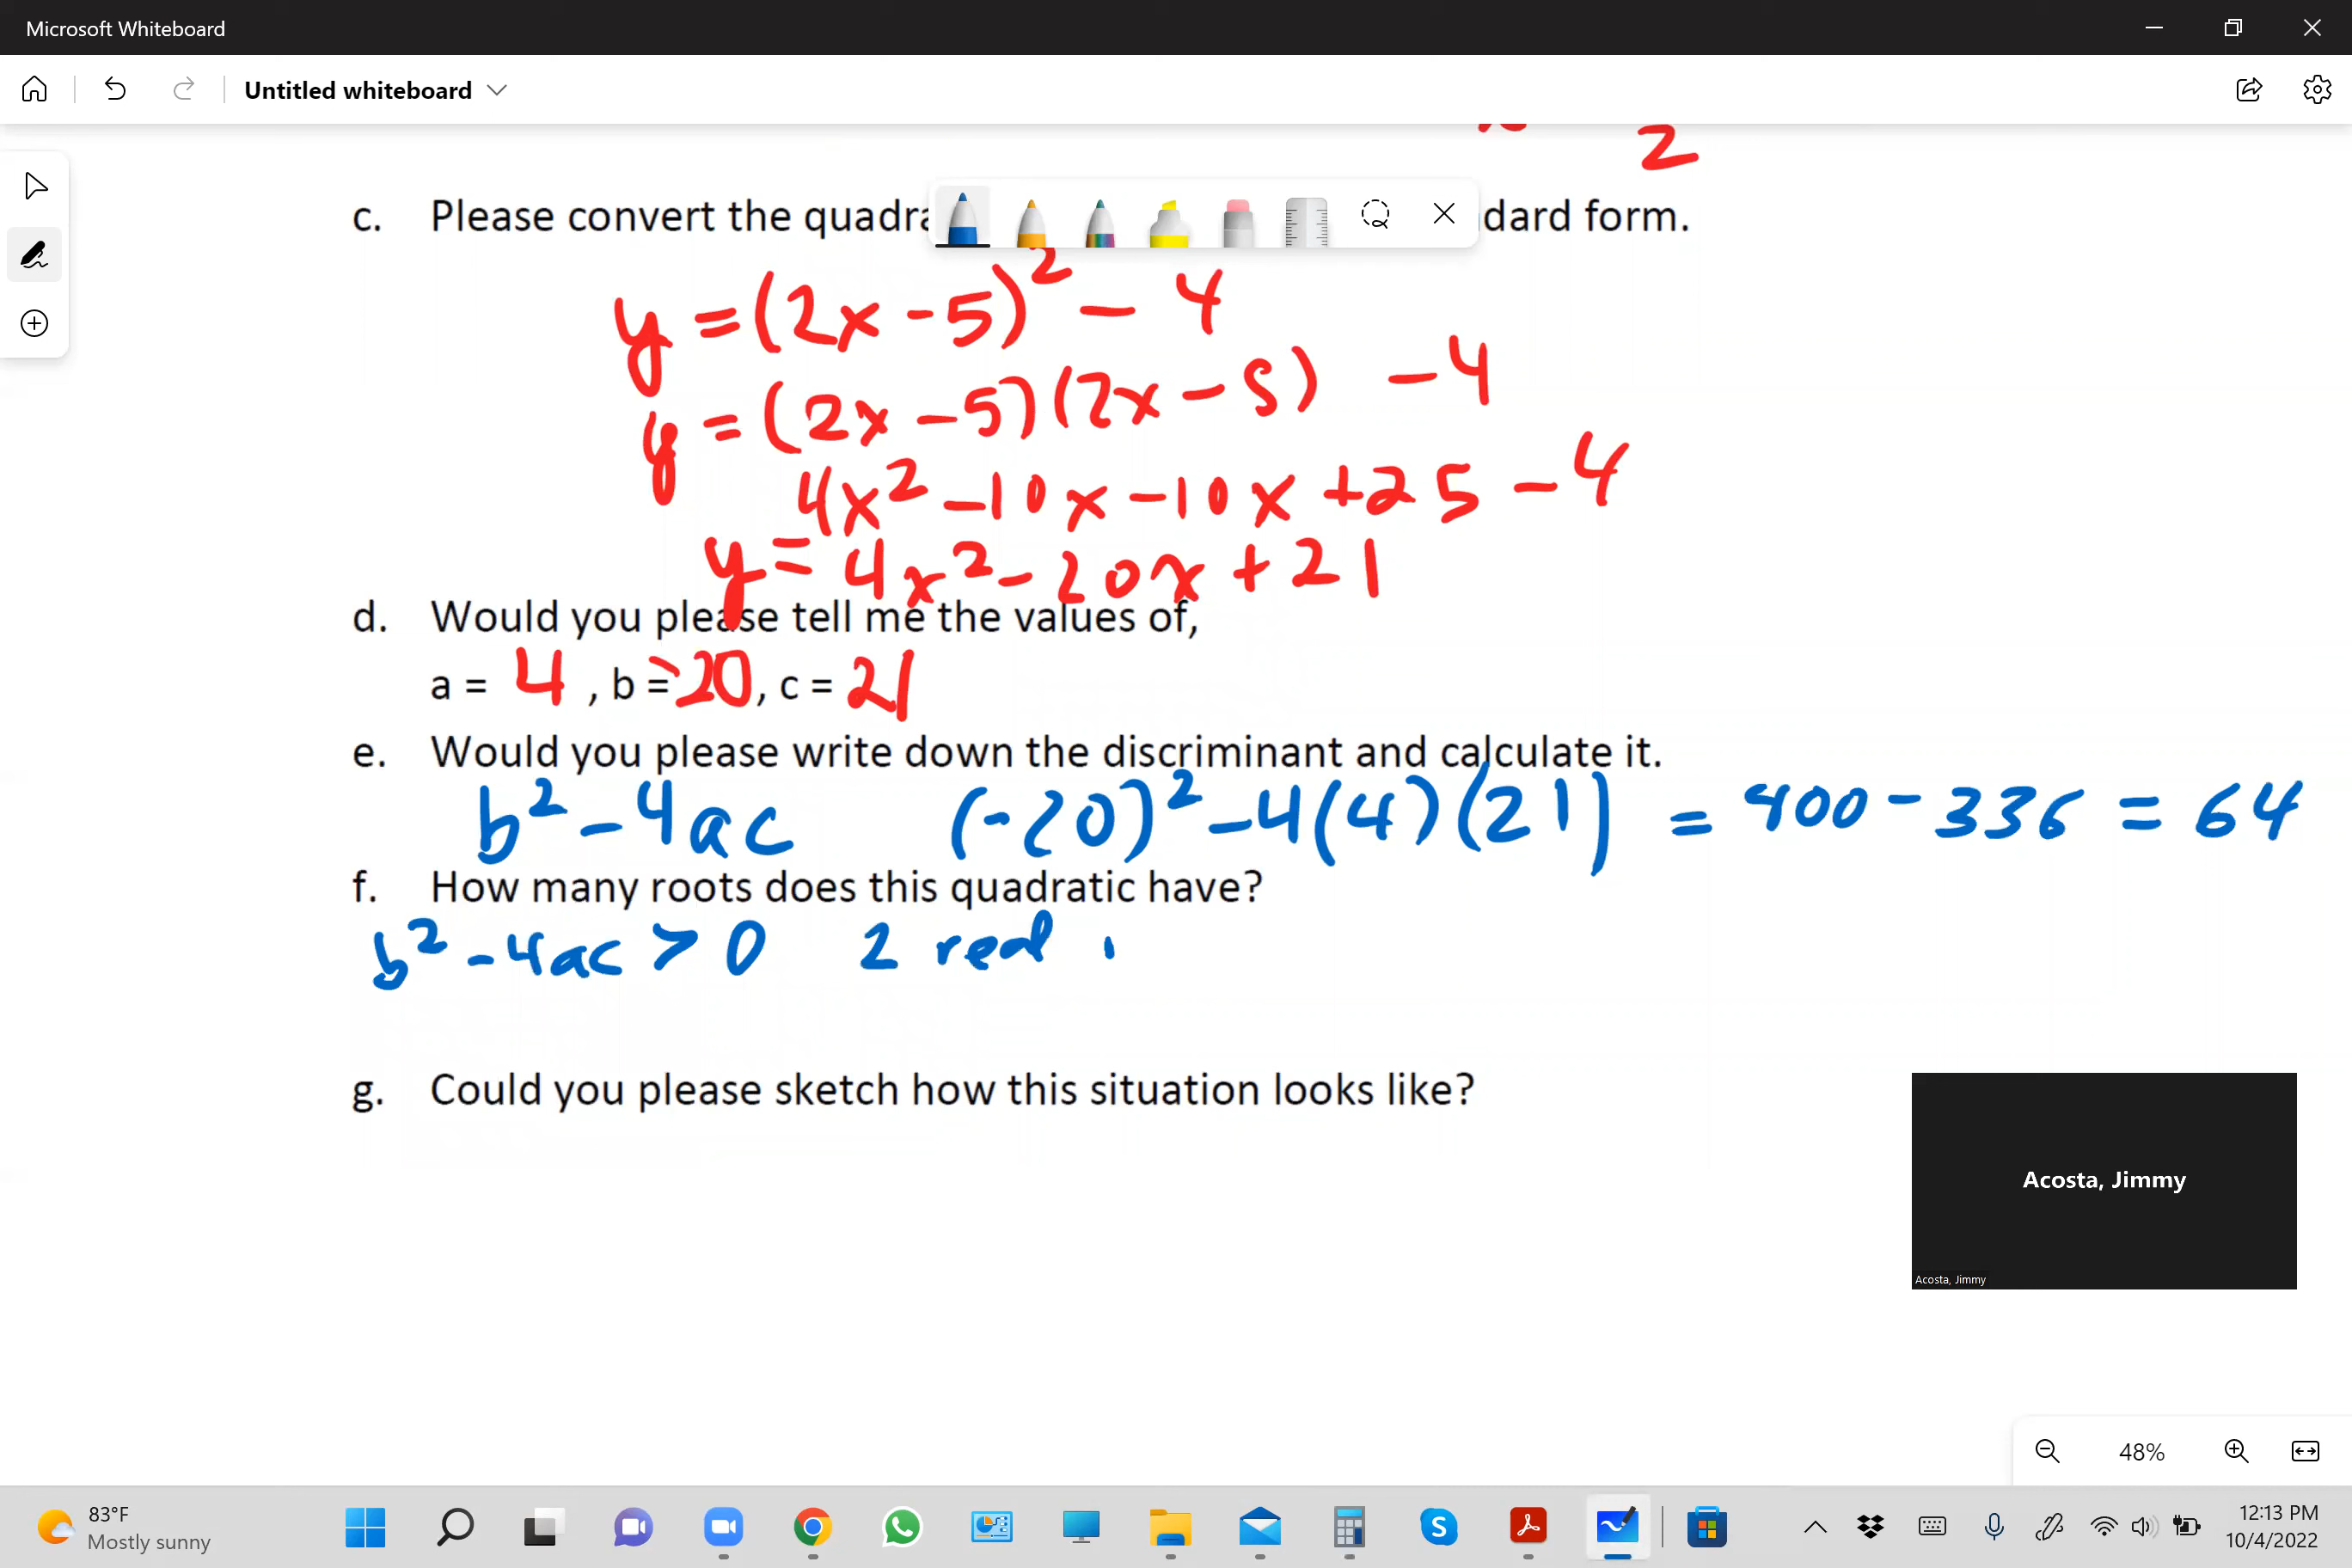 Microsoft Whiteboard
Untitled whiteboard
2
c. Please convert the quadra dard form.
y = (2x - 5)² - 4
y = (2x - 5)(2x - 5) - 4
4x² - 10x - 10x + 25 - 4
y = 4x² - 20x + 21
d. Would you please tell me the values of,
a = 4 , b = -20, c = 21
e. Would you please write down the discriminant and calculate it.
b² - 4ac (-20)² - 4(4)(21) = 400 - 336 = 64
f. How many roots does this quadratic have?
b² - 4ac > 0 2 real
g. Could you please sketch how this situation looks like?
Acosta, Jimmy
Acosta, Jimmy
48%
83°F
Mostly sunny
12:13 PM
10/4/2022